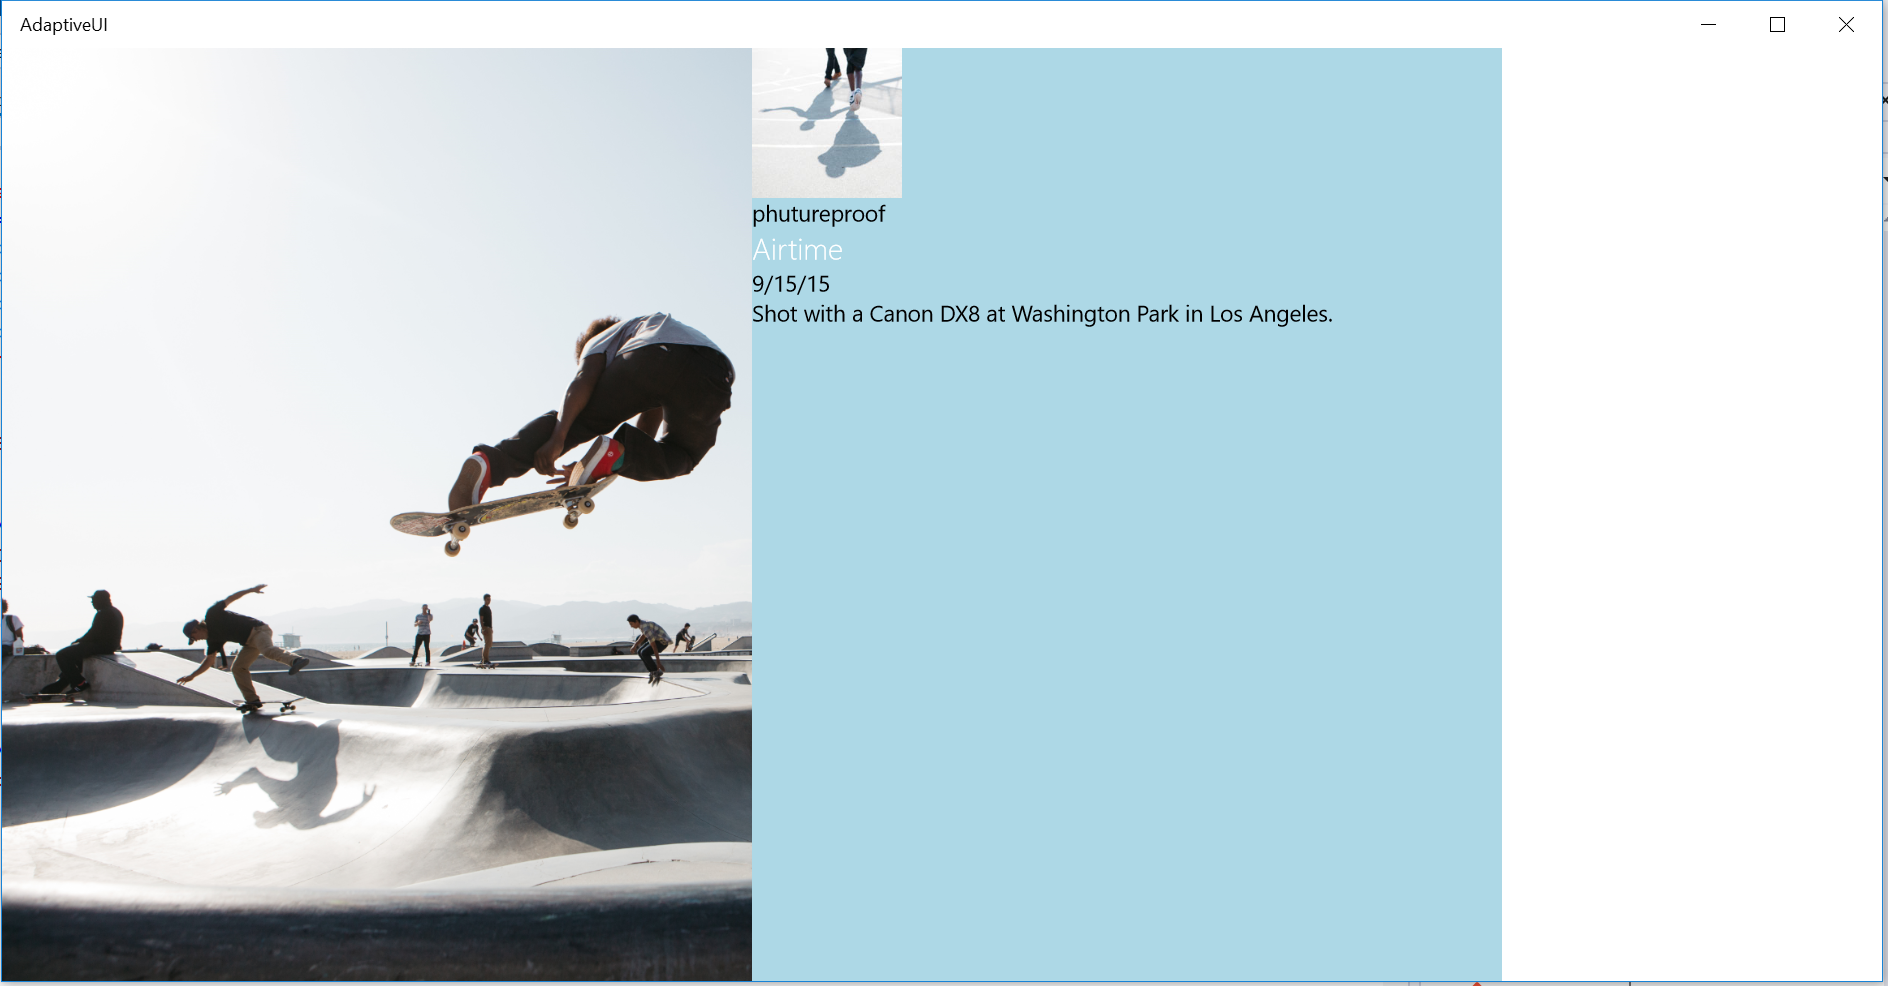 AdaptiveUI
phutureproof
Airtime
9/15/15
Shot with a Canon DX8 at Washington Park in Los Angeles.